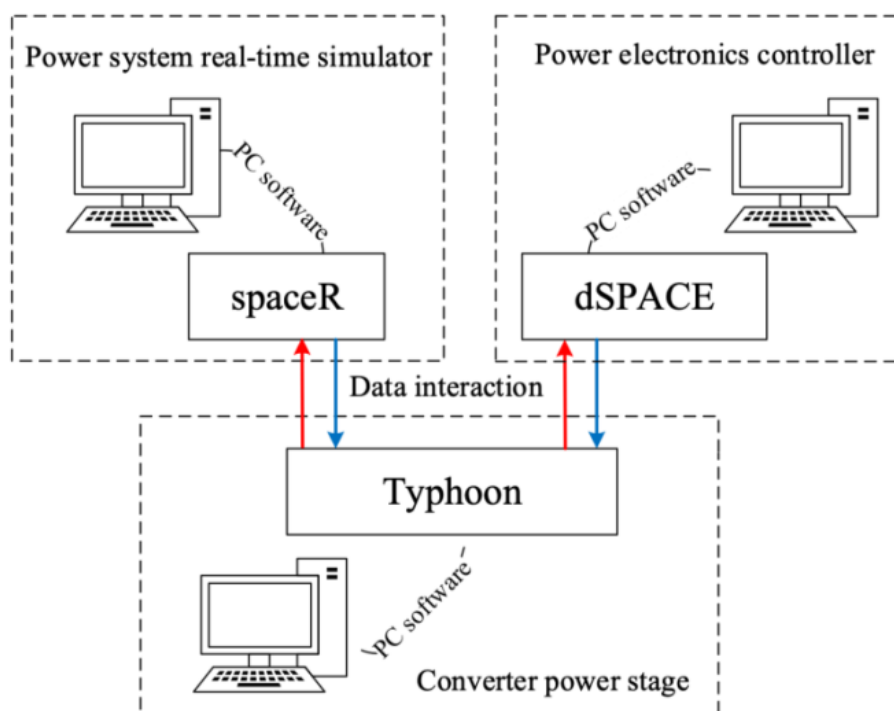 Power system real-time simulator
Power electronics controller
PC software
PC software
spaceR
dSPACE
Data interaction
Typhoon
PC software
Converter power stage